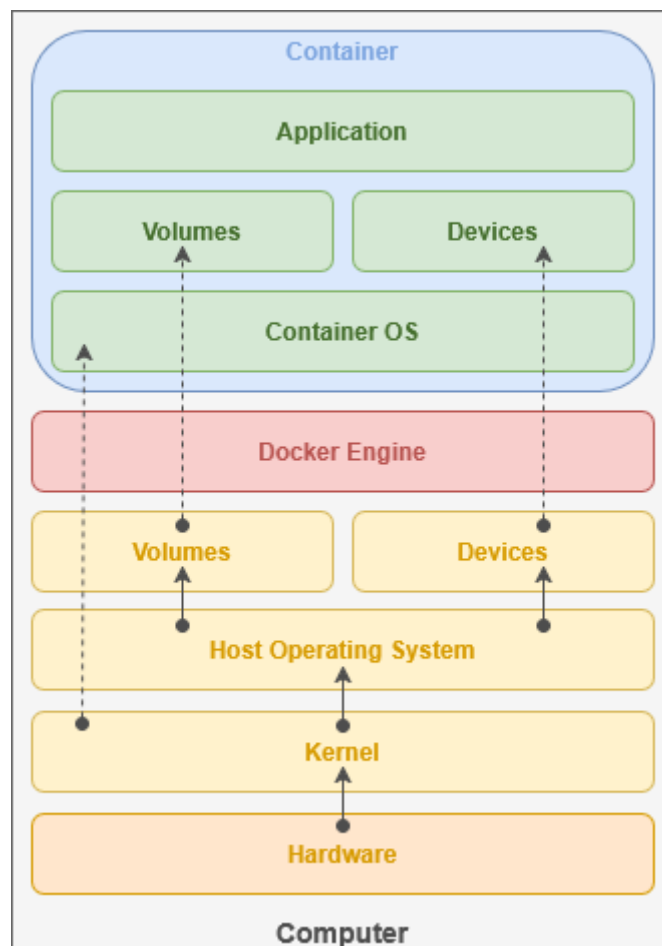 Container
Application
Volumes
Devices
Container OS
Docker Engine
Volumes
Devices
Host Operating System
Kernel
Hardware
Computer